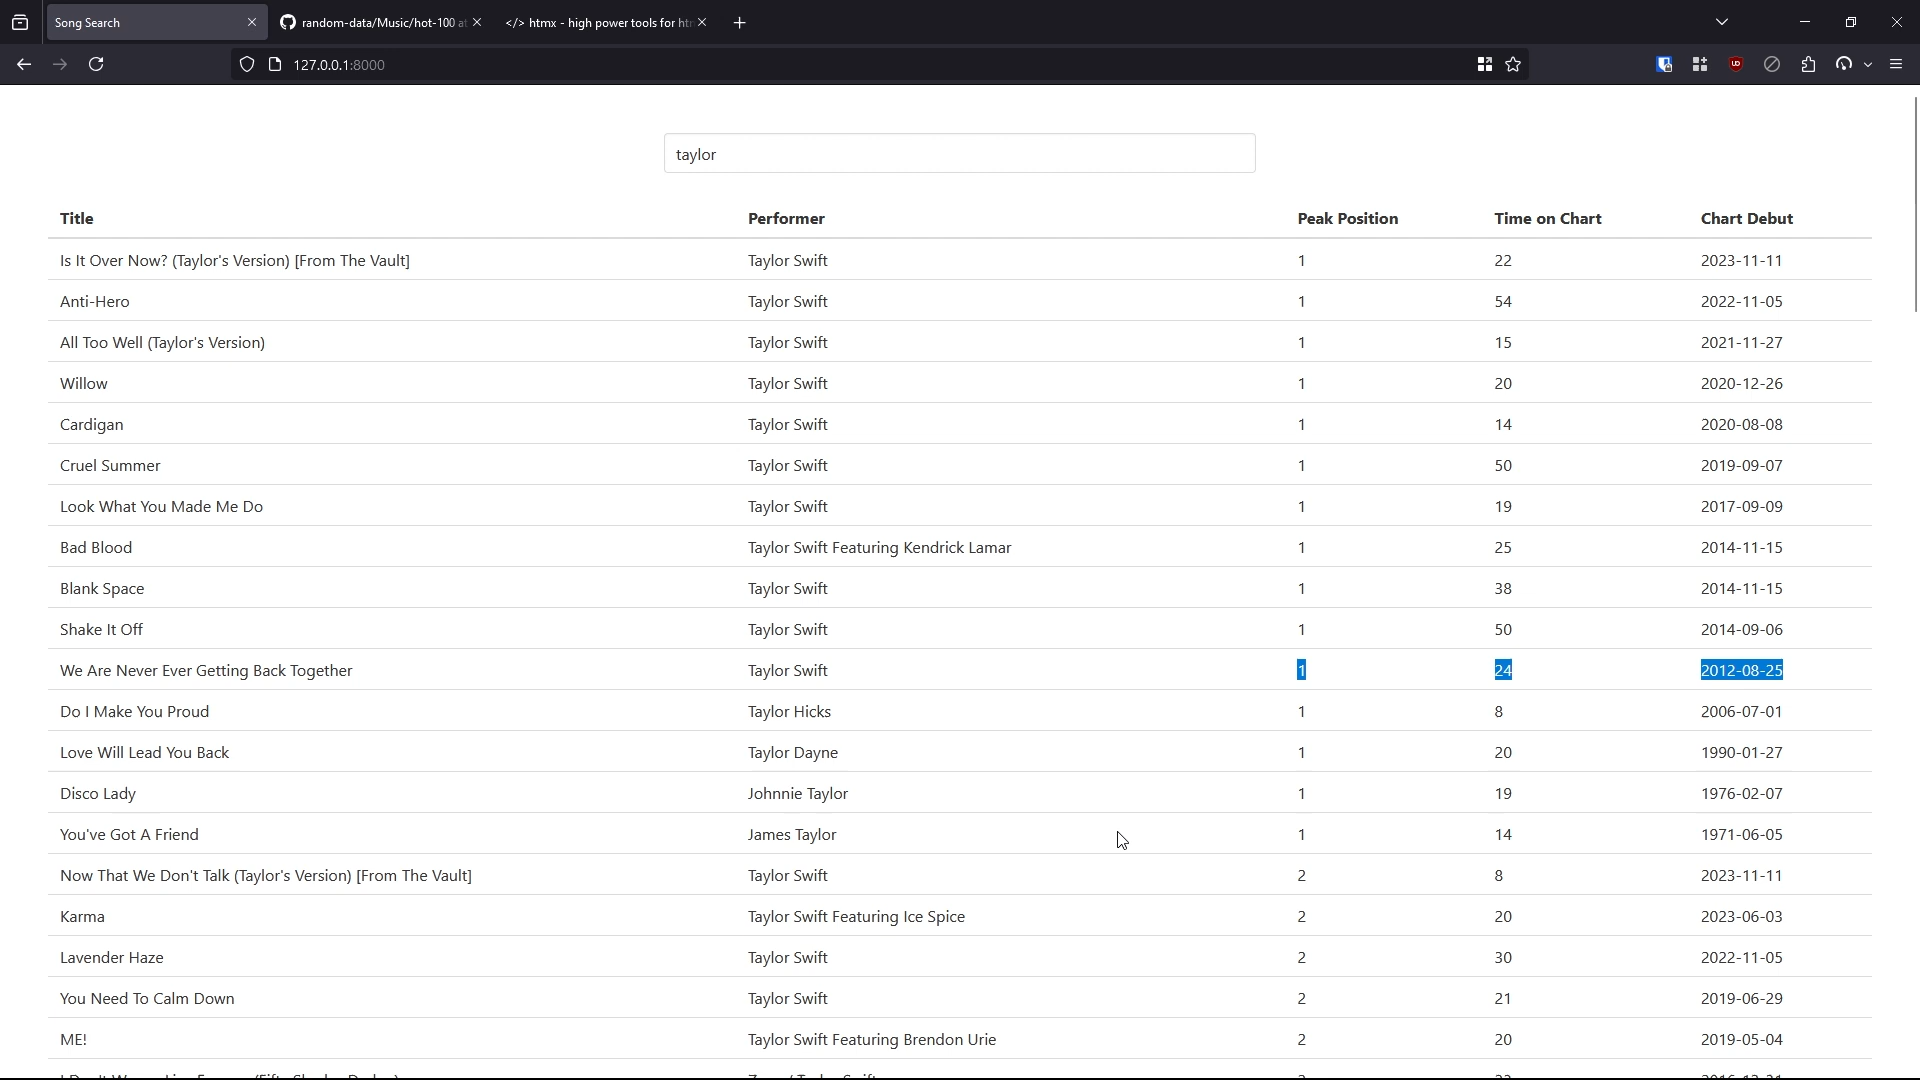 Song Search
random-data/Music/hot-100 at
</> htmx - high power tools for htm
127.0.0.1:8000
taylor
Title Performer Peak Position Time on Chart Chart Debut
Is It Over Now? (Taylor's Version) [From The Vault] Taylor Swift 1 22 2023-11-11
Anti-Hero Taylor Swift 1 54 2022-11-05
All Too Well (Taylor's Version) Taylor Swift 1 15 2021-11-27
Willow Taylor Swift 1 20 2020-12-26
Cardigan Taylor Swift 1 14 2020-08-08
Cruel Summer Taylor Swift 1 50 2019-09-07
Look What You Made Me Do Taylor Swift 1 19 2017-09-09
Bad Blood Taylor Swift Featuring Kendrick Lamar 1 25 2014-11-15
Blank Space Taylor Swift 1 38 2014-11-15
Shake It Off Taylor Swift 1 50 2014-09-06
We Are Never Ever Getting Back Together Taylor Swift 1 24 2012-08-25
Do I Make You Proud Taylor Hicks 1 8 2006-07-01
Love Will Lead You Back Taylor Dayne 1 20 1990-01-27
Disco Lady Johnnie Taylor 1 19 1976-02-07
You've Got A Friend James Taylor 1 14 1971-06-05
Now That We Don't Talk (Taylor's Version) [From The Vault] Taylor Swift 2 8 2023-11-11
Karma Taylor Swift Featuring Ice Spice 2 20 2023-06-03
Lavender Haze Taylor Swift 2 30 2022-11-05
You Need To Calm Down Taylor Swift 2 21 2019-06-29
ME! Taylor Swift Featuring Brendon Urie 2 20 2019-05-04